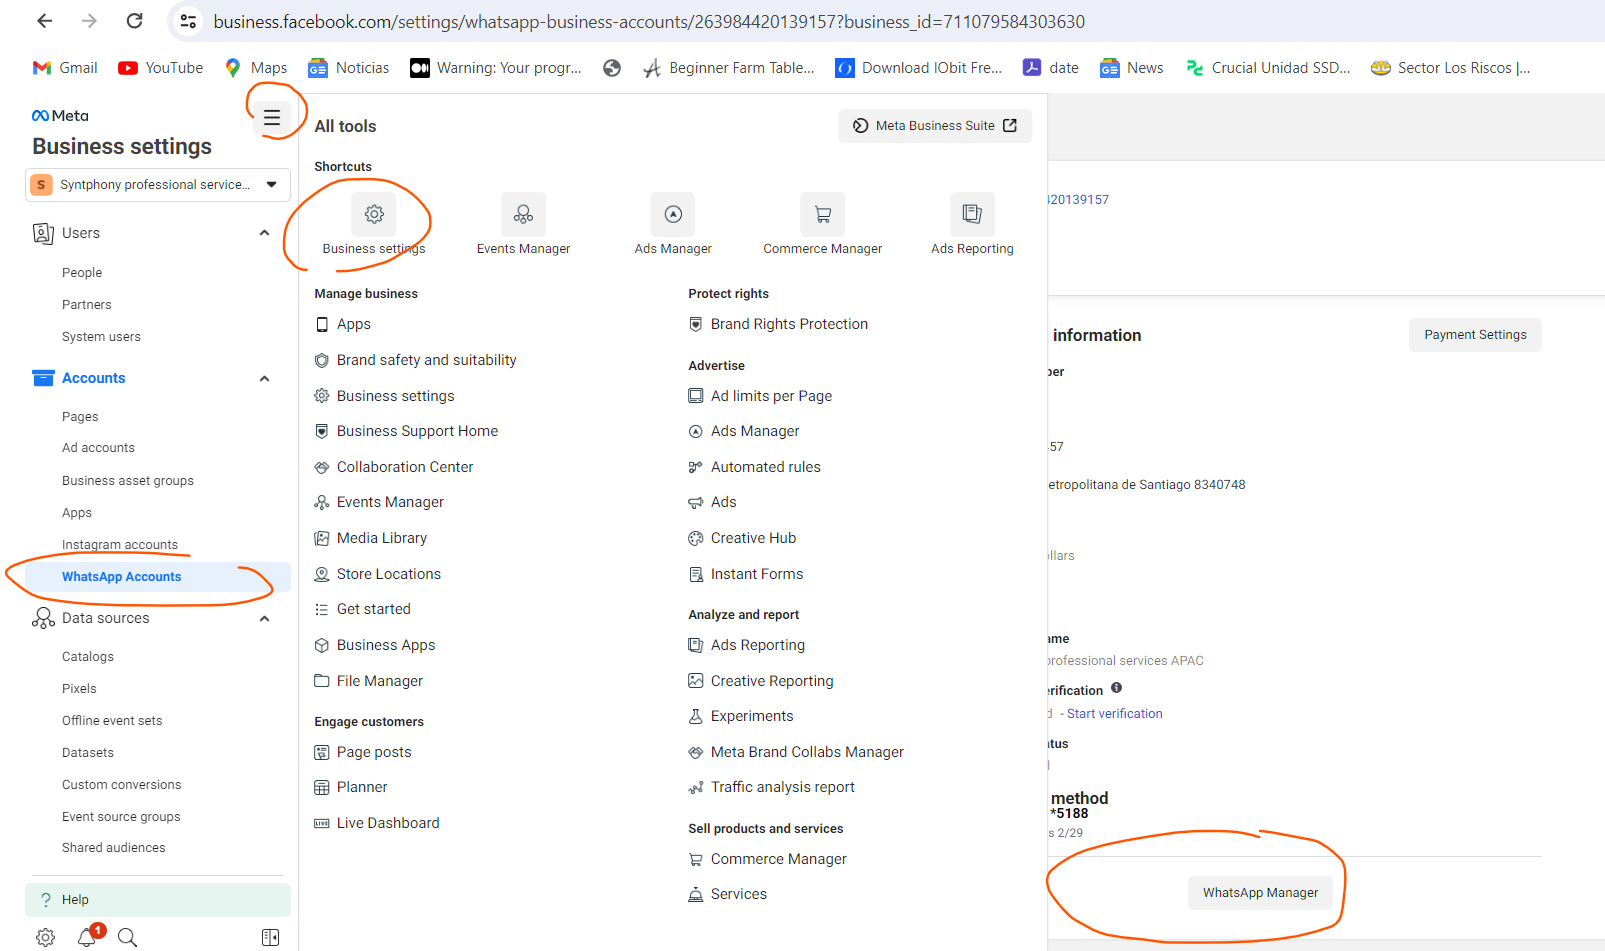 business.facebook.com/settings/whatsapp-business-accounts/263984420139157?business_id=711079584303630
Gmail YouTube Maps Noticias Warning: Your progr... Beginner Farm Table... Download IObit Fre... date News Crucial Unidad SSD... Sector Los Riscos |...
Meta
Business settings
S Syntphony professional service...
Users
People
Partners
System users
Accounts
Pages
Ad accounts
Business asset groups
Apps
Instagram accounts
WhatsApp Accounts
Data sources
Catalogs
Pixels
Offline event sets
Datasets
Custom conversions
Event source groups
Shared audiences
? Help
1
All tools
Meta Business Suite
Shortcuts
Business settings
Events Manager
Ads Manager
Commerce Manager
Ads Reporting
Manage business
Apps
Brand safety and suitability
Business settings
Business Support Home
Collaboration Center
Events Manager
Media Library
Store Locations
Get started
Business Apps
File Manager
Engage customers
Page posts
Planner
LIVE Live Dashboard
Protect rights
Brand Rights Protection
Advertise
Ad limits per Page
Ads Manager
Automated rules
Ads
Creative Hub
Instant Forms
Analyze and report
Ads Reporting
Creative Reporting
Experiments
Meta Brand Collabs Manager
Traffic analysis report
Sell products and services
Commerce Manager
Services
420139157
information
Payment Settings
ber
-57
etropolitana de Santiago 8340748
llars
ame
professional services APAC
erification
d - Start verification
atus
method
*5188
s 2/29
WhatsApp Manager